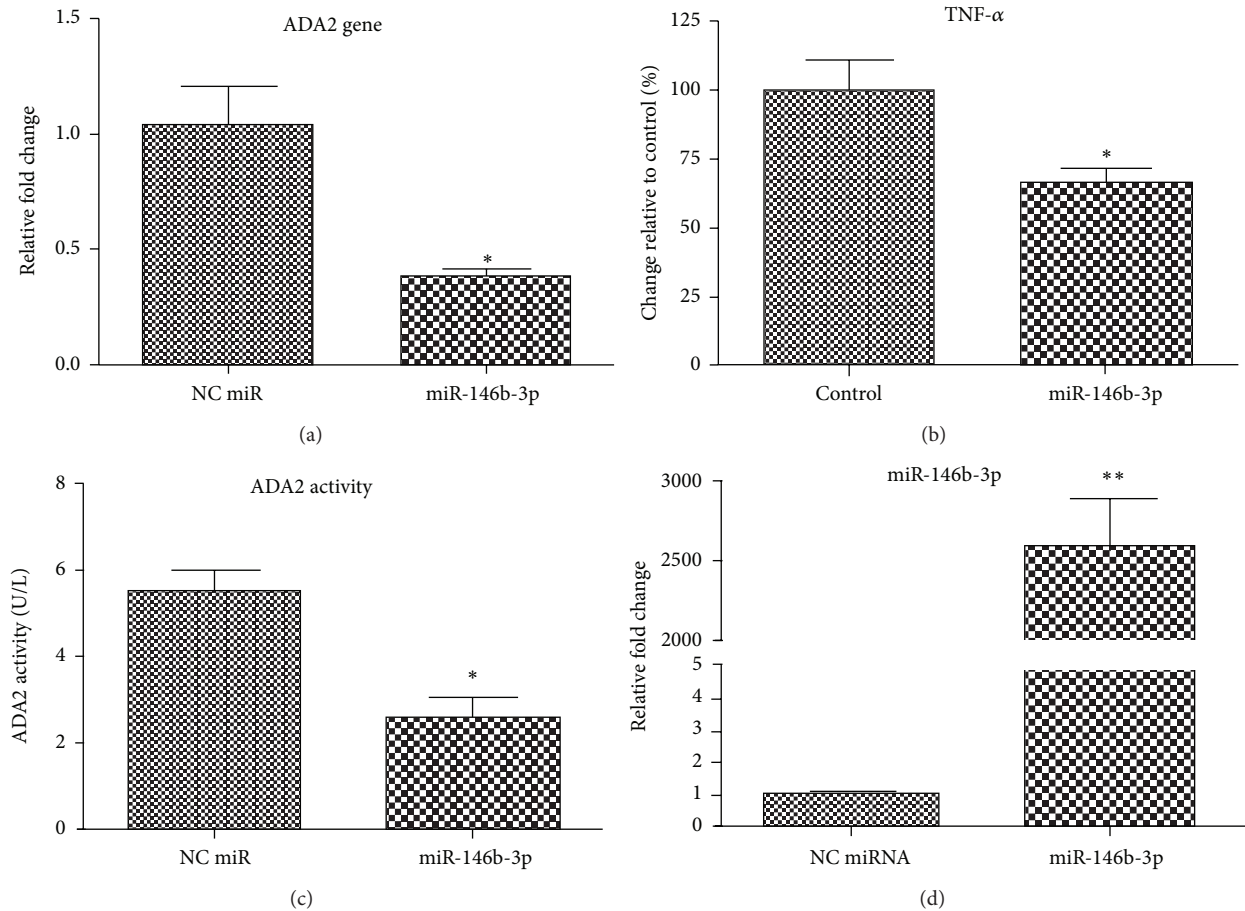 ADA2 gene
Relative fold change
1.5
1.0
0.5
0.0
*
NC miR
miR-146b-3p
(a)
TNF-α
Change relative to control (%)
125
100
75
50
25
0
*
Control
miR-146b-3p
(b)
ADA2 activity
ADA2 activity (U/L)
8
6
4
2
0
*
NC miR
miR-146b-3p
(c)
miR-146b-3p
Relative fold change
3000
2500
2000
5
4
3
2
1
0
**
NC miRNA
miR-146b-3p
(d)